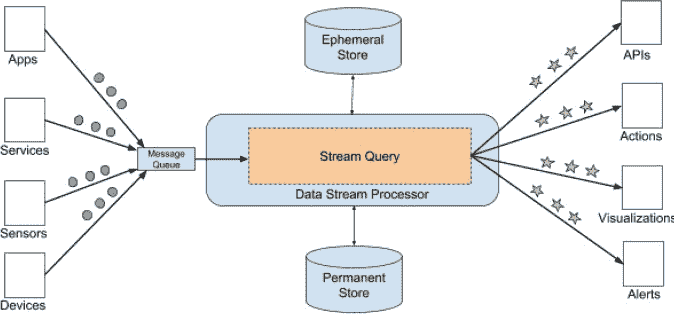 Apps
Services
Sensors
Devices
Message
Queue
Ephemeral
Store
Stream Query
Data Stream Processor
Permanent
Store
APIs
Actions
Visualizations
Alerts